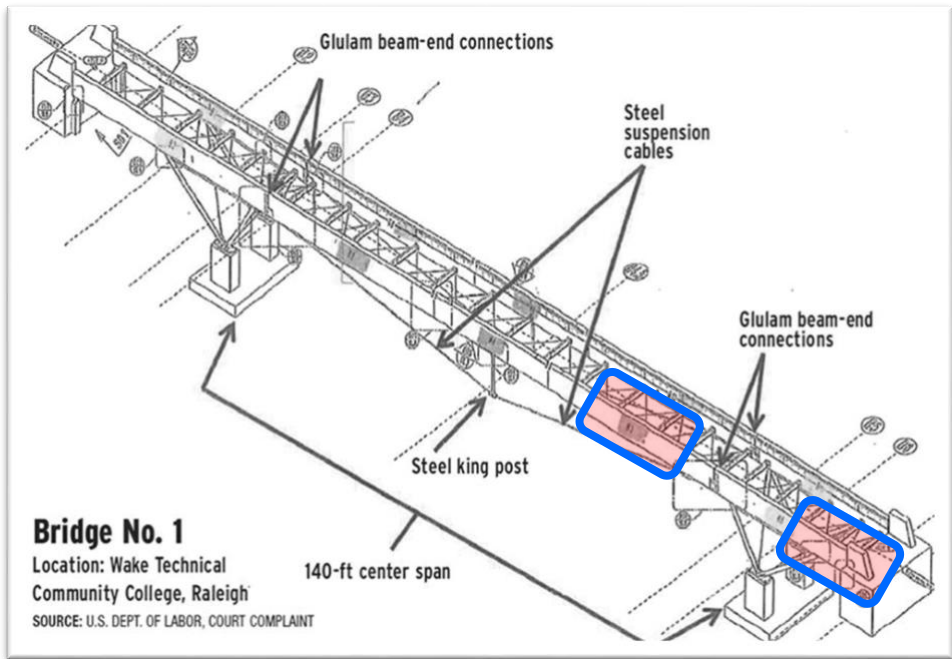 Glulam beam-end connections
Steel
suspension
cables
Glulam beam-end
connections
Steel king post
140-ft center span
Bridge No. 1
Location: Wake Technical
Community College, Raleigh
SOURCE: U.S. DEPT. OF LABOR, COURT COMPLAINT